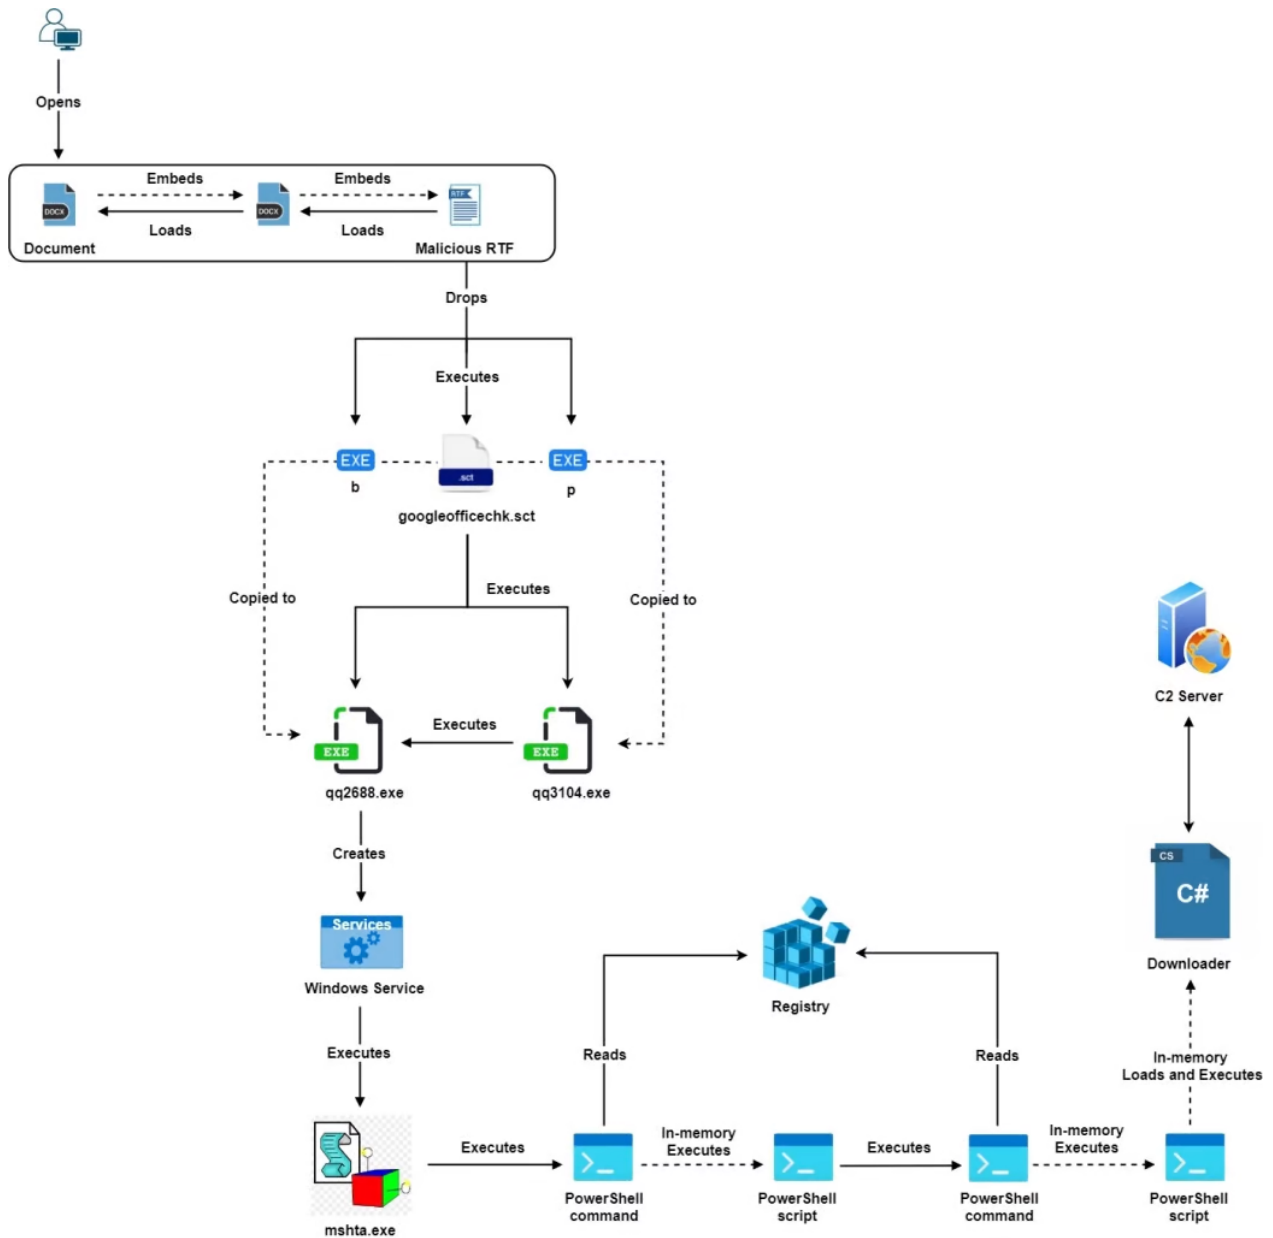 Opens
Embeds
Embeds
DOCX
DOCX
RTF
Loads
Loads
Document
Malicious RTF
Drops
Executes
EXE
.sct
EXE
b
p
googleofficechk.sct
Executes
Copied to
Copied to
C2 Server
Executes
EXE
EXE
qq2688.exe
qq3104.exe
Creates
CS
C#
Services
Downloader
Windows Service
Registry
Executes
Reads
Reads
In-memory
Loads and Executes
Executes
In-memory
Executes
Executes
In-memory
Executes
PowerShell
command
PowerShell
script
PowerShell
command
PowerShell
script
mshta.exe